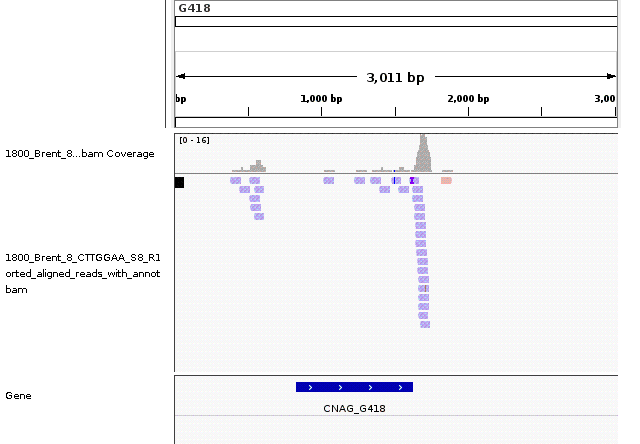 G418
3,011 bp
bp
1,000 bp
2,000 bp
3,00
[0 - 16]
1800_Brent_8...bam Coverage
1800_Brent_8_CTTGGAA_S8_R1
orted_aligned_reads_with_annot
bam
Gene
CNAG_G418